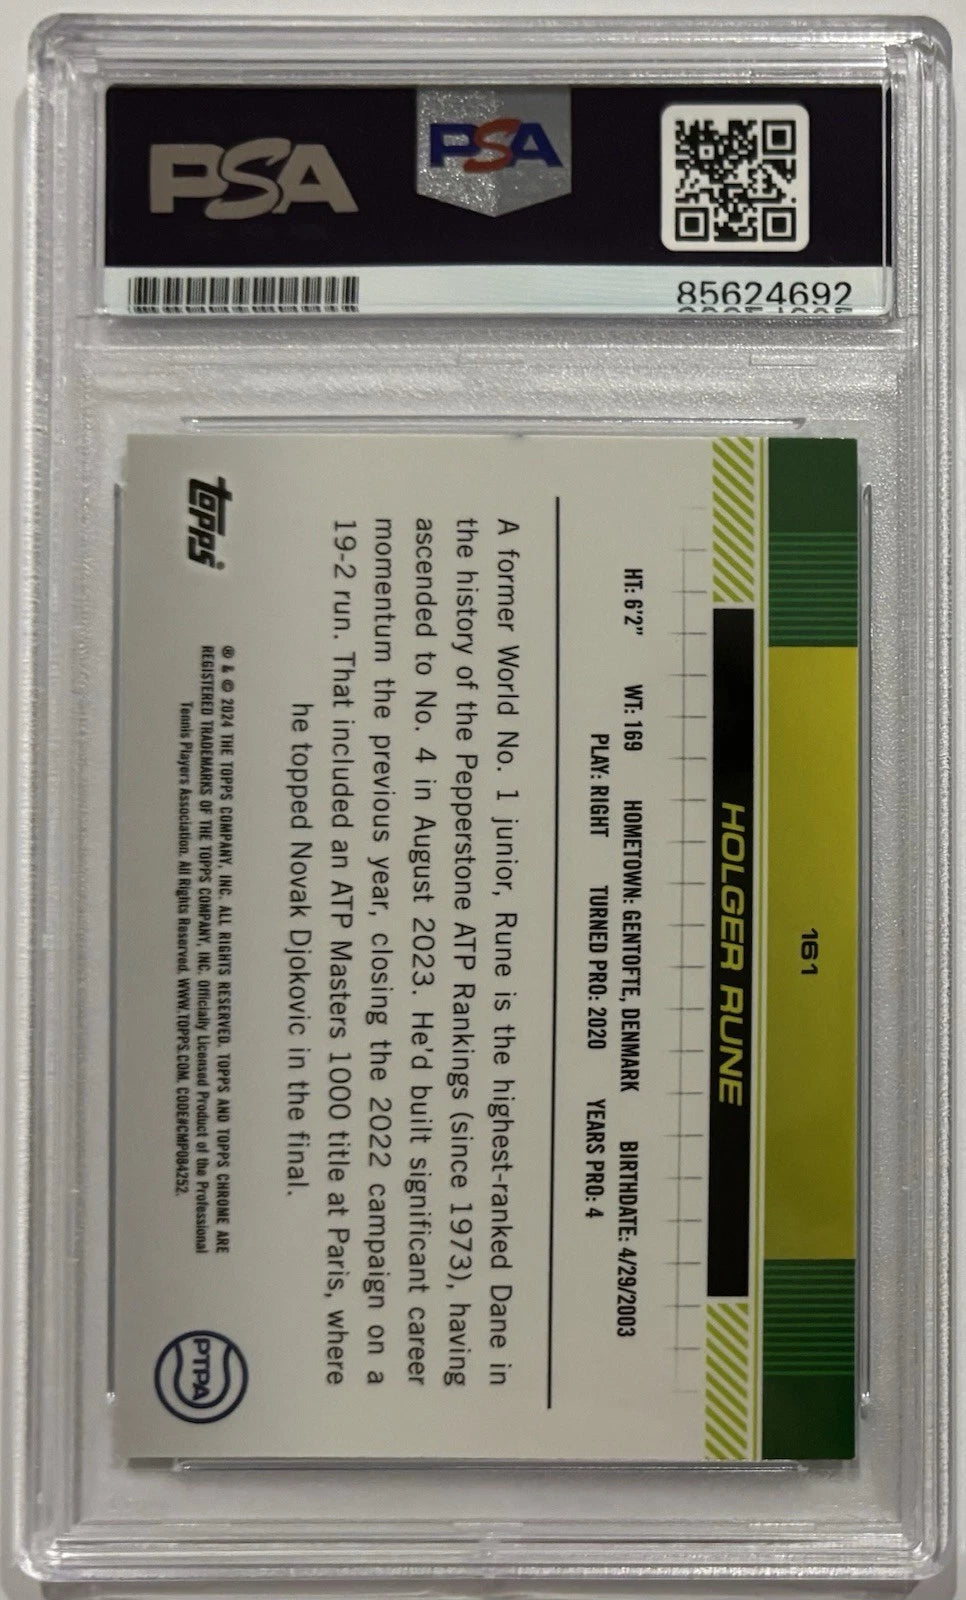 PSA
PSA
85624692
161
HOLGER RUNE
HT: 6'2" WT: 169 HOMETOWN: GENTOFTE, DENMARK BIRTHDATE: 4/29/2003
PLAY: RIGHT TURNED PRO: 2020 YEARS PRO: 4
A former World No. 1 junior, Rune is the highest-ranked Dane in
the history of the Pepperstone ATP Rankings (since 1973), having
ascended to No. 4 in August 2023. He'd built significant career
momentum the previous year, closing the 2022 campaign on a
19-2 run. That included an ATP Masters 1000 title at Paris, where
he topped Novak Djokovic in the final.
topps
® & © 2024 THE TOPPS COMPANY, INC. ALL RIGHTS RESERVED. TOPPS AND TOPPS CHROME ARE
REGISTERED TRADEMARKS OF THE TOPPS COMPANY, INC. Officially Licensed Product of the Professional
Tennis Players Association. All Rights Reserved. WWW.TOPPS.COM. CODE#CMP084252.
PTPA